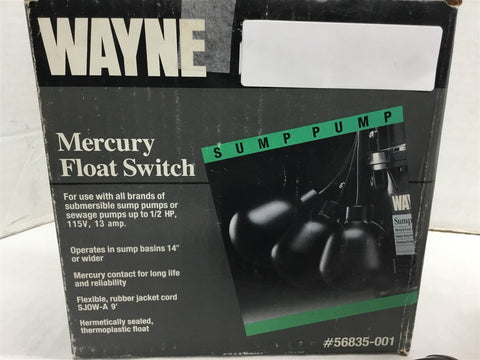 WAYNE
Mercury
Float Switch
For use with all brands of
submersible sump pumps or
sewage pumps up to 1/2 HP,
115V, 13 amp.
Operates in sump basins 14"
or wider
Mercury contact for long life
and reliability
Flexible, rubber jacket cord
SJOW-A 9'
Hermetically sealed,
thermoplastic float
SUMP PUMP
WAYNE
Sump
#56835-001